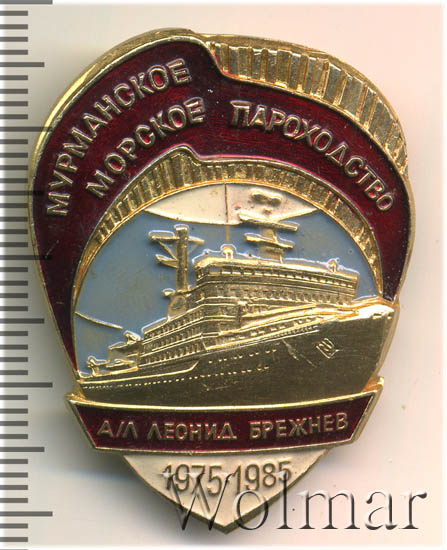 МУРМАНСКОЕ
МОРСКОЕ ПАРОХОДСТВО
А/Л ЛЕОНИД БРЕЖНЕВ
1975-1985
Wolmar